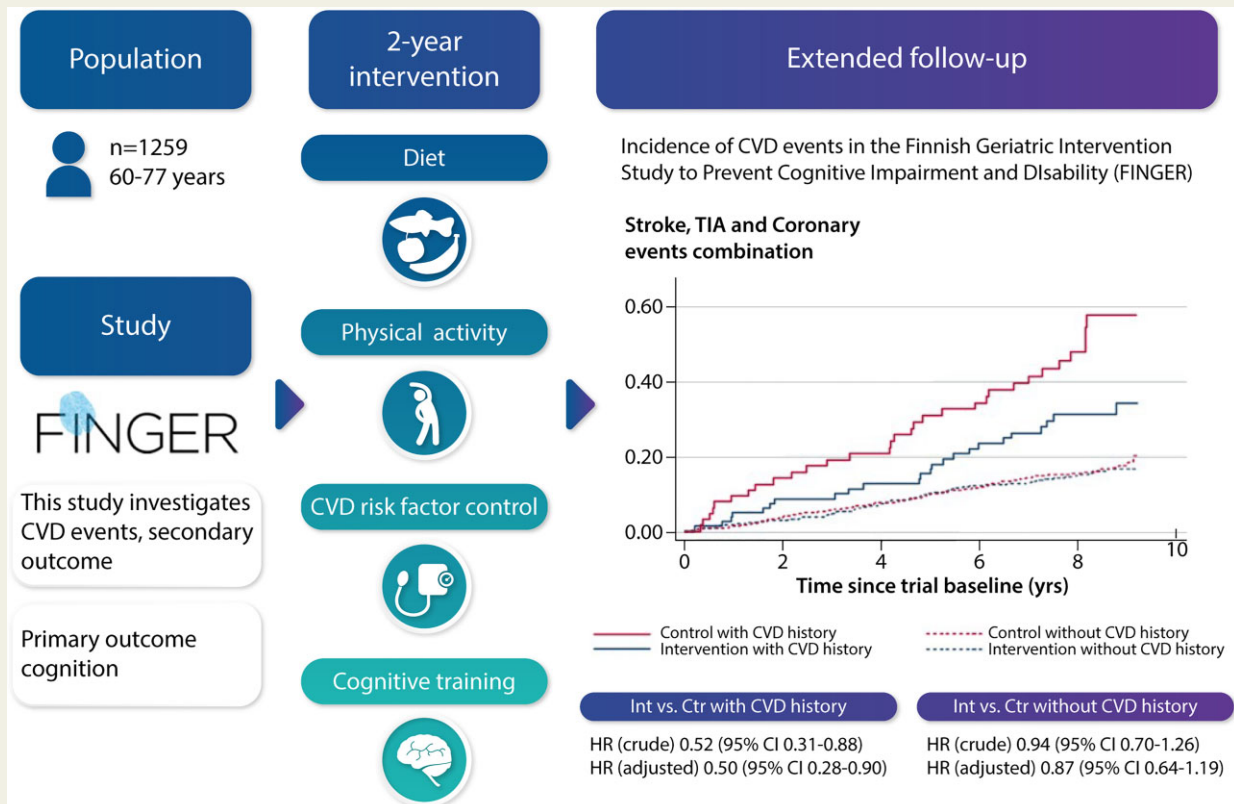 Population
n=1259
60-77 years
Study
FINGER
This study investigates
CVD events, secondary
outcome
Primary outcome
cognition
2-year
intervention
Diet
Physical activity
CVD risk factor control
Cognitive training
Extended follow-up
Incidence of CVD events in the Finnish Geriatric Intervention
Study to Prevent Cognitive Impairment and DIsability (FINGER)
Stroke, TIA and Coronary
events combination
0.60
0.40
0.20
0.00
0 2 4 6 8 10
Time since trial baseline (yrs)
Control with CVD history
Intervention with CVD history
Control without CVD history
Intervention without CVD history
Int vs. Ctr with CVD history
HR (crude) 0.52 (95% CI 0.31-0.88)
HR (adjusted) 0.50 (95% CI 0.28-0.90)
Int vs. Ctr without CVD history
HR (crude) 0.94 (95% CI 0.70-1.26)
HR (adjusted) 0.87 (95% CI 0.64-1.19)